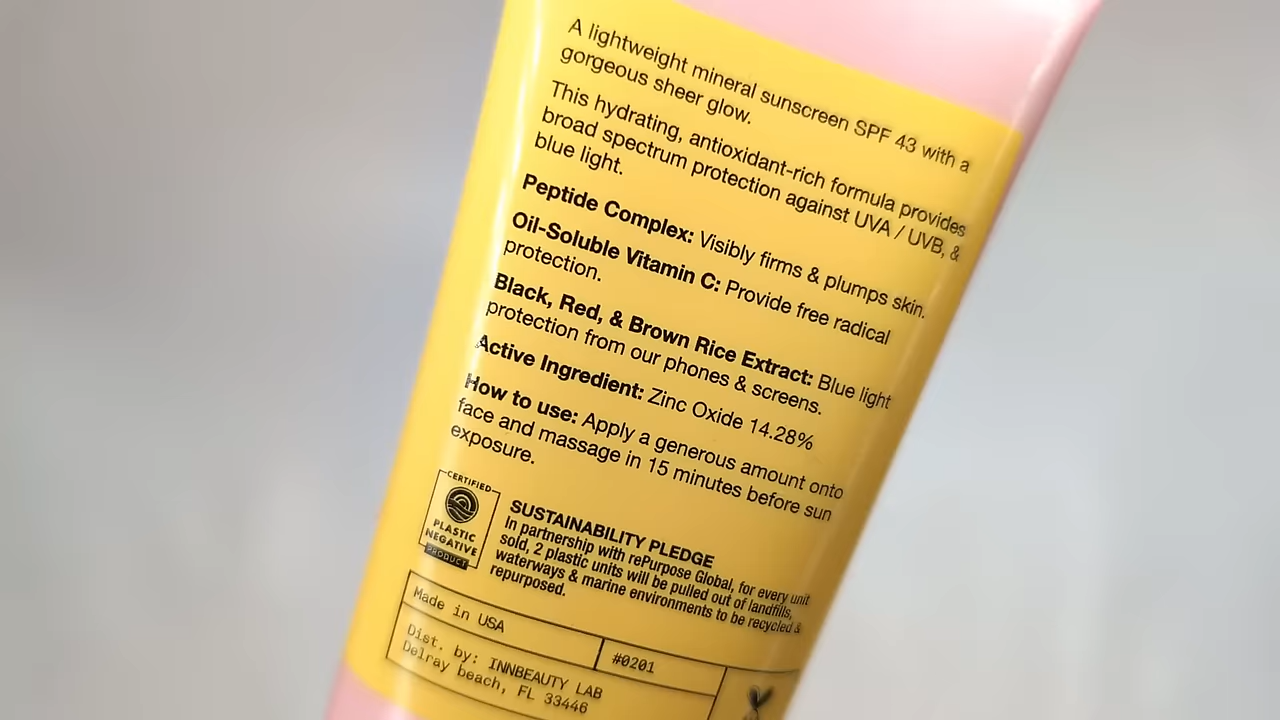 A lightweight mineral sunscreen SPF 43 with a
gorgeous sheer glow.
This hydrating, antioxidant-rich formula provides
broad spectrum protection against UVA / UVB, &
blue light.
Peptide Complex: Visibly firms & plumps skin.
Oil-Soluble Vitamin C: Provide free radical
protection.
Black, Red, & Brown Rice Extract: Blue light
protection from our phones & screens.
Active Ingredient: Zinc Oxide 14.28%
How to use: Apply a generous amount onto
face and massage in 15 minutes before sun
exposure.
CERTIFIED
PLASTIC
NEGATIVE
PRODUCT
SUSTAINABILITY PLEDGE
In partnership with rePurpose Global, for every unit
sold, 2 plastic units will be pulled out of landfills,
waterways & marine environments to be recycled &
repurposed.
Made in USA
#0201
Dist. by: INNBEAUTY LAB
Delray beach, FL 33446